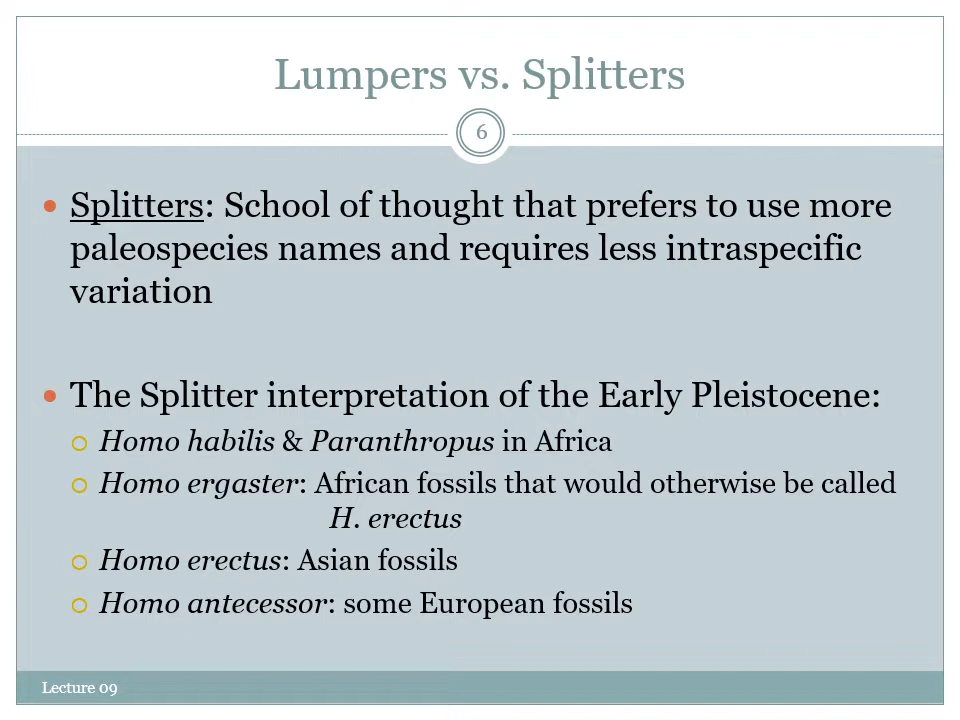 Lumpers vs. Splitters
6
• Splitters: School of thought that prefers to use more
paleospecies names and requires less intraspecific
variation
• The Splitter interpretation of the Early Pleistocene:
Homo habilis & Paranthropus in Africa
Homo ergaster: African fossils that would otherwise be called
H. erectus
Homo erectus: Asian fossils
Homo antecessor: some European fossils
Lecture 09